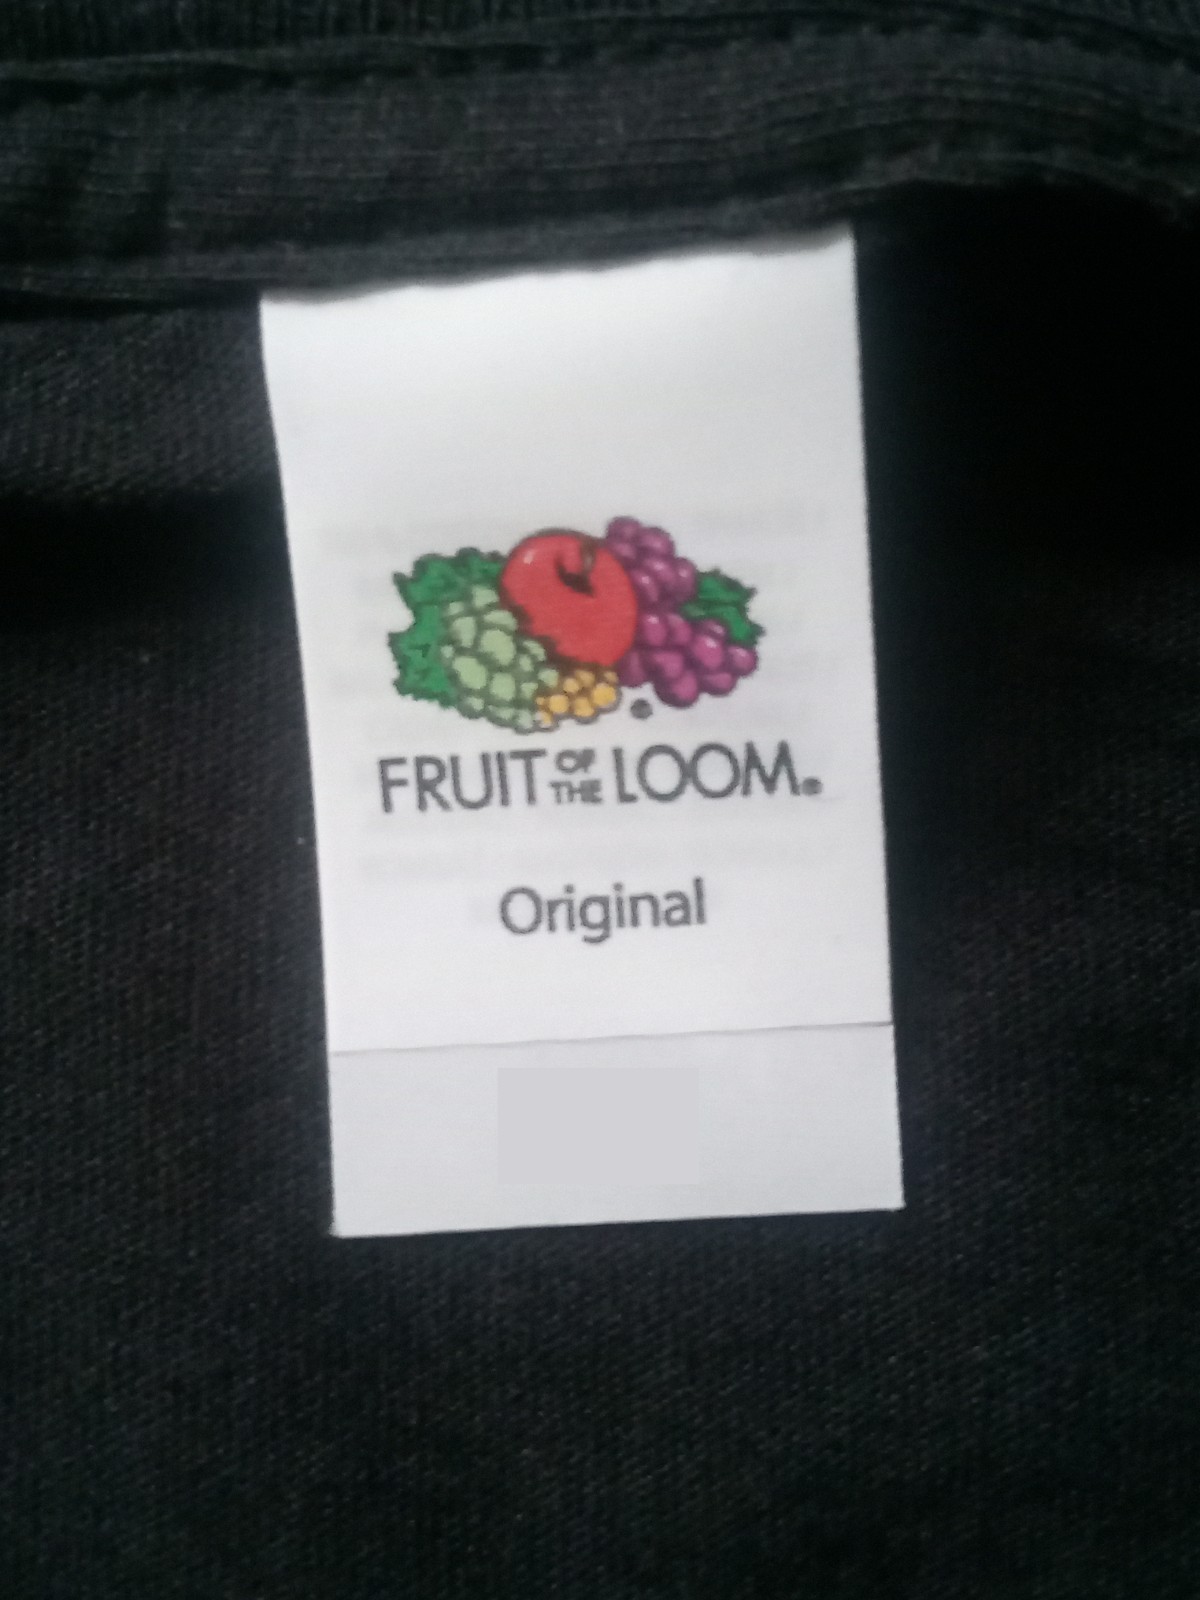 FRUIT OF THE LOOM®
Original